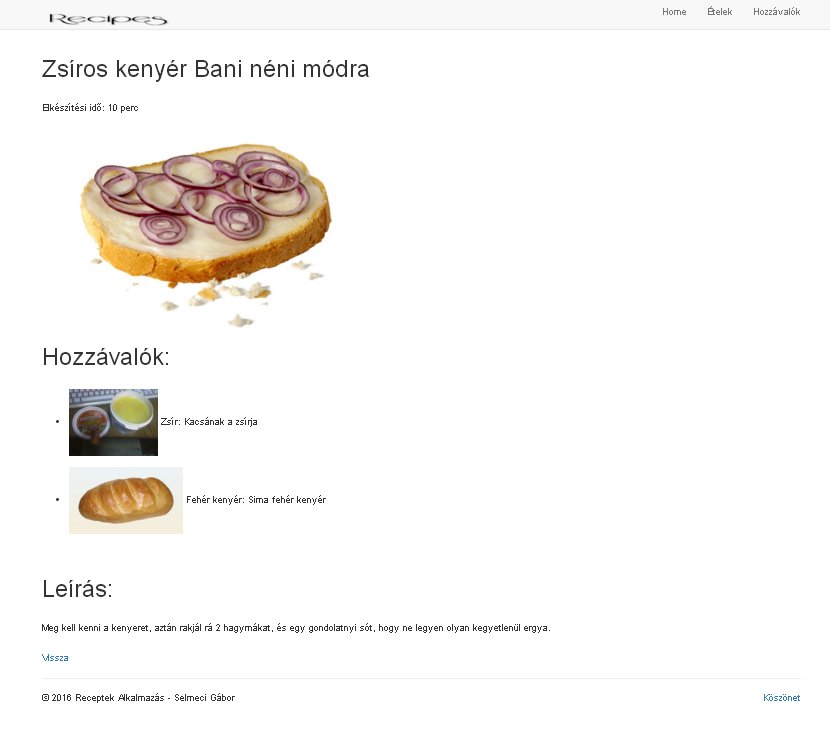 Recipes
Home Ételek Hozzávalók
Zsíros kenyér Bani néni módra
Elkészítési idő: 10 perc
Hozzávalók:
Zsír: Kacsának a zsírja
Fehér kenyér: Sima fehér kenyér
Leírás:
Meg kell kenni a kenyeret, aztán rakjál rá 2 hagymákat, és egy gondolatnyi sót, hogy ne legyen olyan kegyetlenül ergya.
Vissza
© 2016 Receptek Alkalmazás - Selmeci Gábor Köszönet